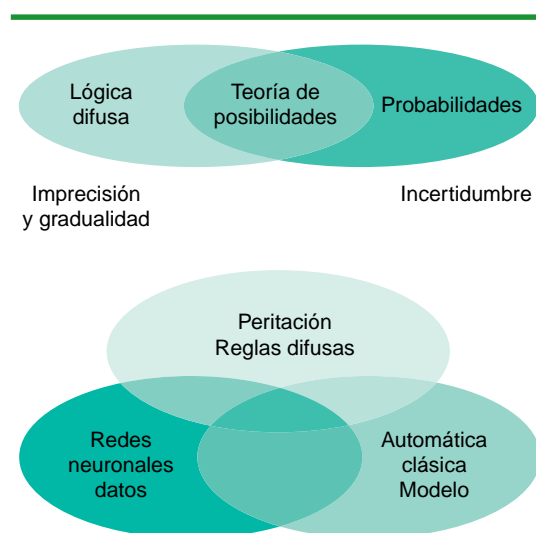 Lógica
difusa
Teoría de
posibilidades
Probabilidades
Imprecisión
y gradualidad
Incertidumbre
Peritación
Reglas difusas
Redes
neuronales
datos
Automática
clásica
Modelo